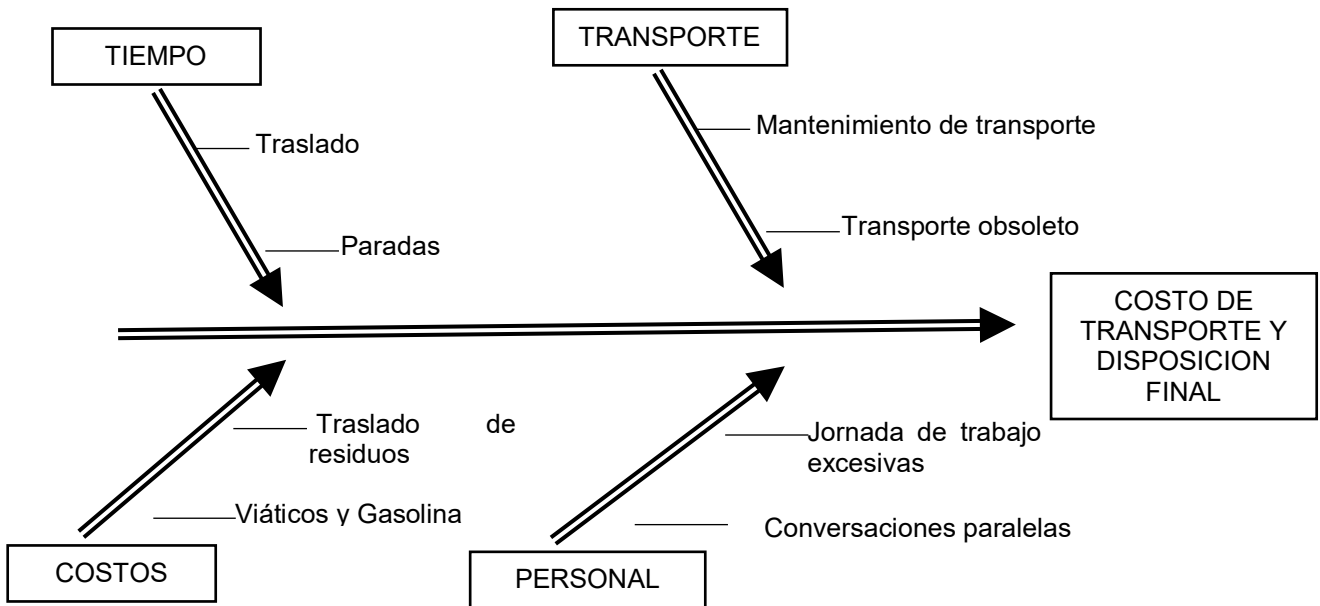 TIEMPO
TRANSPORTE
Traslado
Mantenimiento de transporte
Paradas
Transporte obsoleto
COSTO DE
TRANSPORTE Y
DISPOSICION
FINAL
Traslado de
residuos
Viáticos y Gasolina
Jornada de trabajo
excesivas
Conversaciones paralelas
COSTOS
PERSONAL